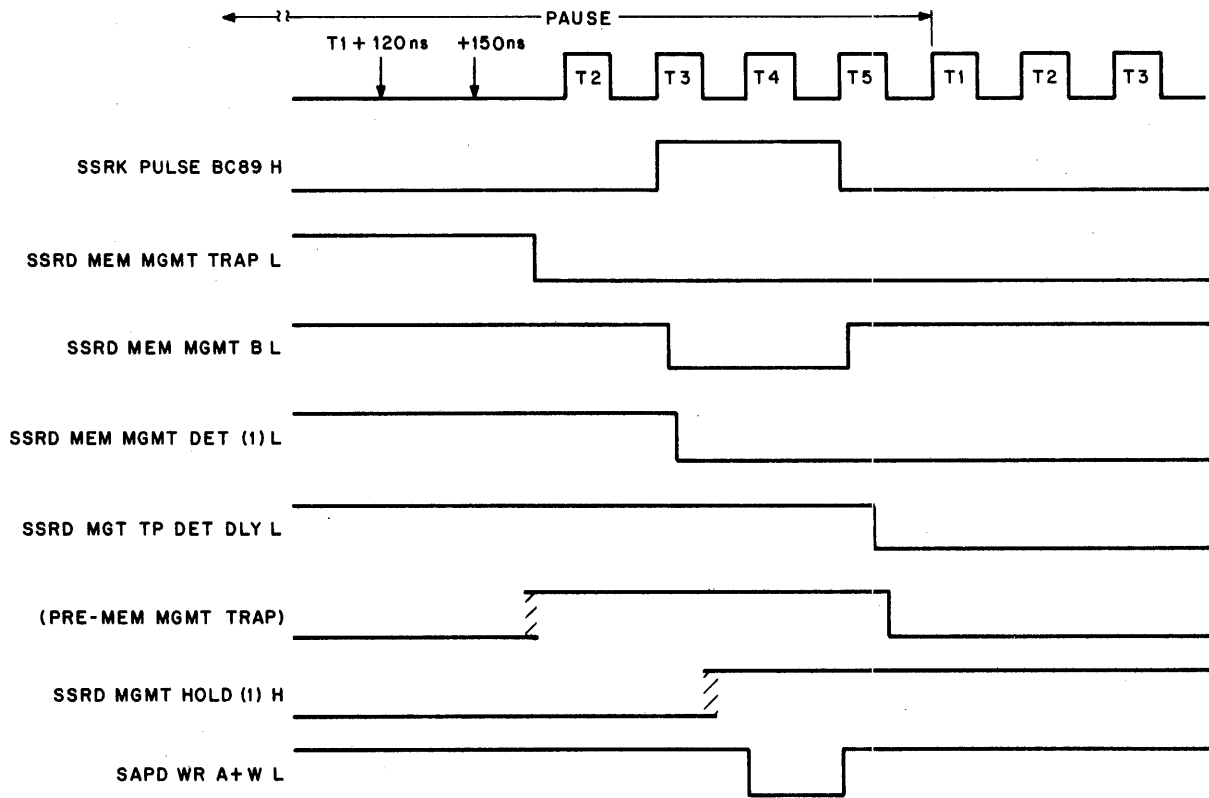 PAUSE
T1 + 120ns +150ns
T2 T3 T4 T5 T1 T2 T3
SSRK PULSE BC89 H
SSRD MEM MGMT TRAP L
SSRD MEM MGMT B L
SSRD MEM MGMT DET (1) L
SSRD MGT TP DET DLY L
(PRE-MEM MGMT TRAP)
SSRD MGMT HOLD (1) H
SAPD WR A+W L